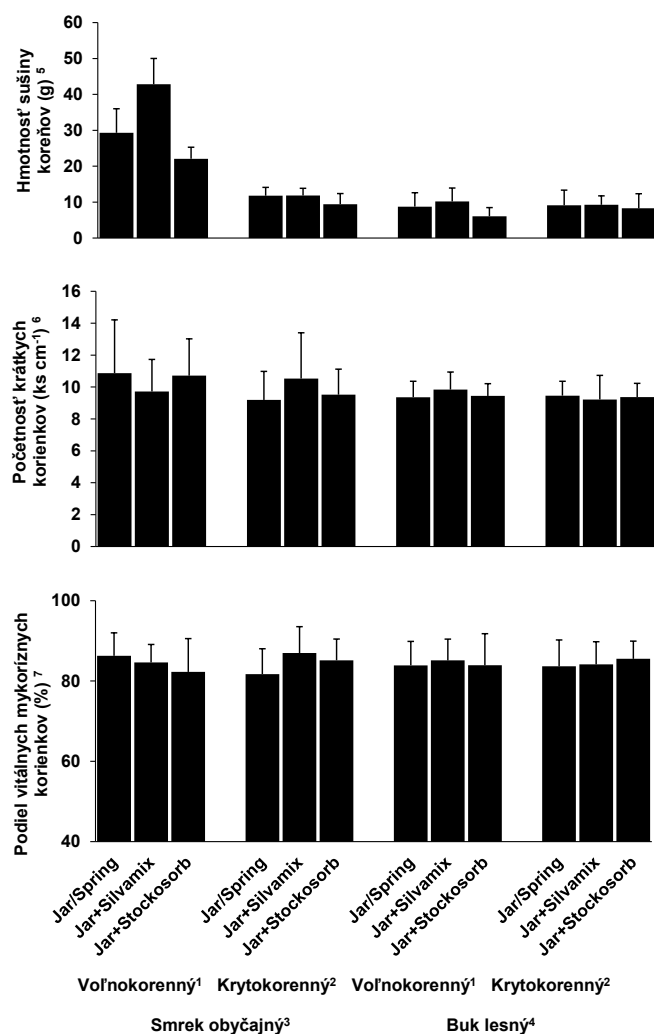 Hmotnosť sušiny
koreňov (g) ⁵
60
50
40
30
20
10
0
Početnosť krátkych
korienkov (ks cm-¹) ⁶
16
14
12
10
8
6
4
2
0
Podiel vitálnych mykoríznych
korienkov (%) ⁷
100
80
60
40
Jar/Spring
Jar+Silvamix
Jar+Stockosorb
Jar/Spring
Jar+Silvamix
Jar+Stockosorb
Jar/Spring
Jar+Silvamix
Jar+Stockosorb
Jar/Spring
Jar+Silvamix
Jar+Stockosorb
Voľnokorenný¹ Krytokorenný² Voľnokorenný¹ Krytokorenný²
Smrek obyčajný³ Buk lesný⁴